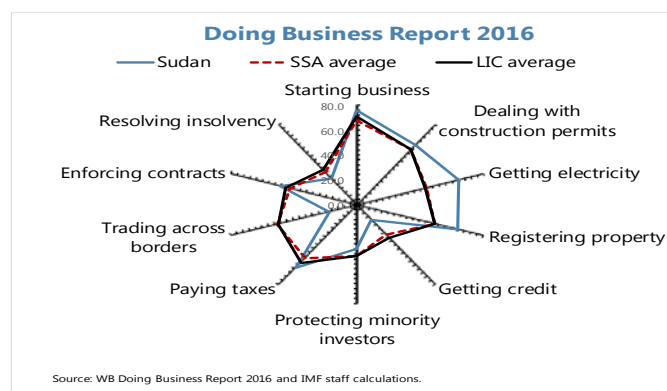 Doing Business Report 2016
Sudan
SSA average
LIC average
Starting business
80.0
60.0
40.0
20.0
0.0
Dealing with
construction permits
Getting electricity
Registering property
Getting credit
Protecting minority
investors
Paying taxes
Trading across
borders
Enforcing contracts
Resolving insolvency
Source: WB Doing Business Report 2016 and IMF staff calculations.